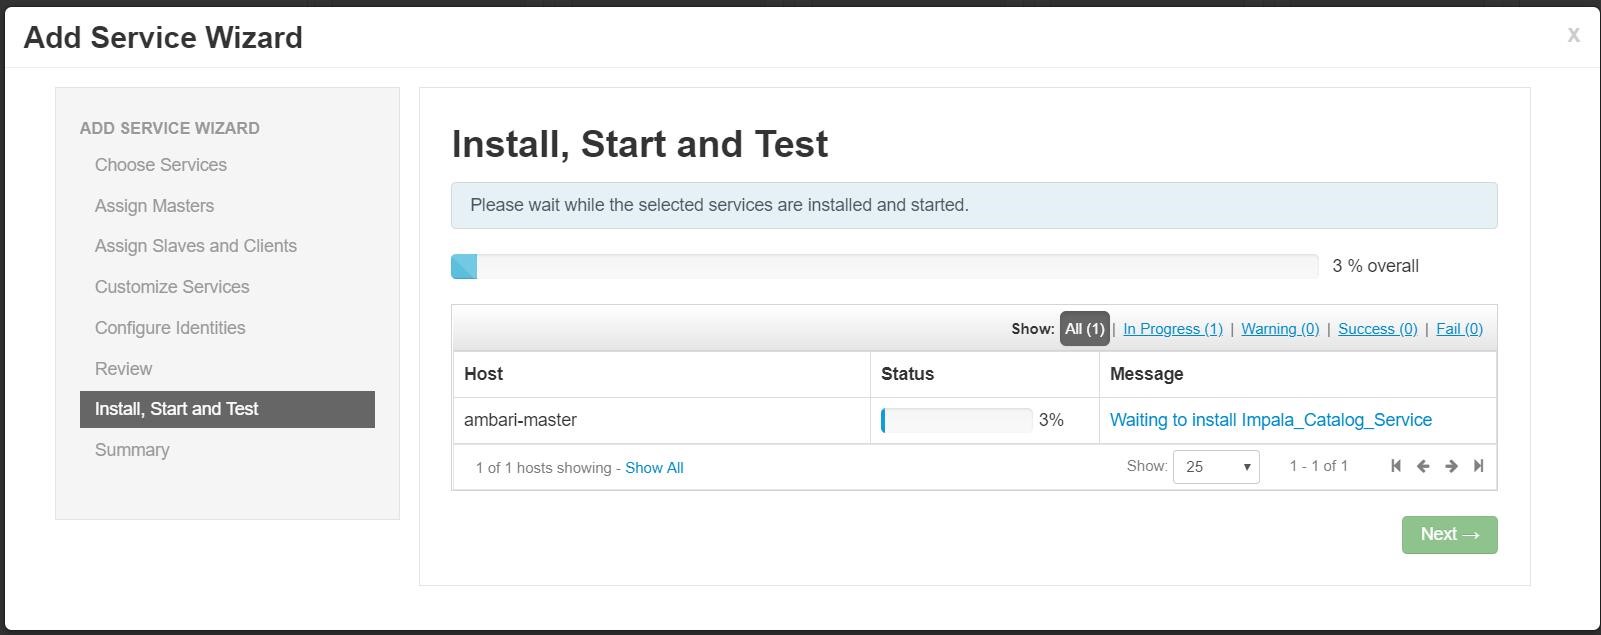 Add Service Wizard
X
ADD SERVICE WIZARD
Choose Services
Assign Masters
Assign Slaves and Clients
Customize Services
Configure Identities
Review
Install, Start and Test
Summary
Install, Start and Test
Please wait while the selected services are installed and started.
3 % overall
Show: All (1) | In Progress (1) | Warning (0) | Success (0) | Fail (0)
Host Status Message
ambari-master 3% Waiting to install Impala_Catalog_Service
1 of 1 hosts showing - Show All Show: 25 1 - 1 of 1
Next →